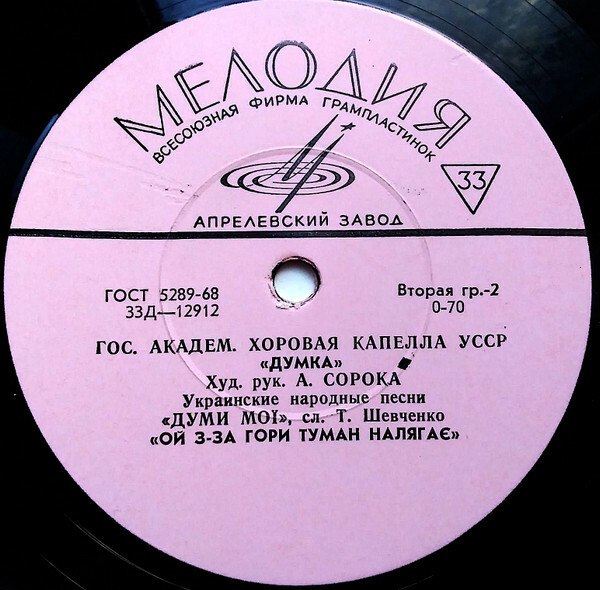 МЕЛОДИЯ
ВСЕСОЮЗНАЯ ФИРМА ГРАМПЛАСТИНОК
33
АПРЕЛЕВСКИЙ ЗАВОД
ГОСТ 5289-68
Вторая гр.-2
33Д—12912
0-70
ГОС. АКАДЕМ. ХОРОВАЯ КАПЕЛЛА УССР
«ДУМКА»
Худ. рук. А. СОРОКА
Украинские народные песни
«ДУМИ МОЇ», сл. Т. Шевченко
«ОЙ З-ЗА ГОРИ ТУМАН НАЛЯГАЄ»